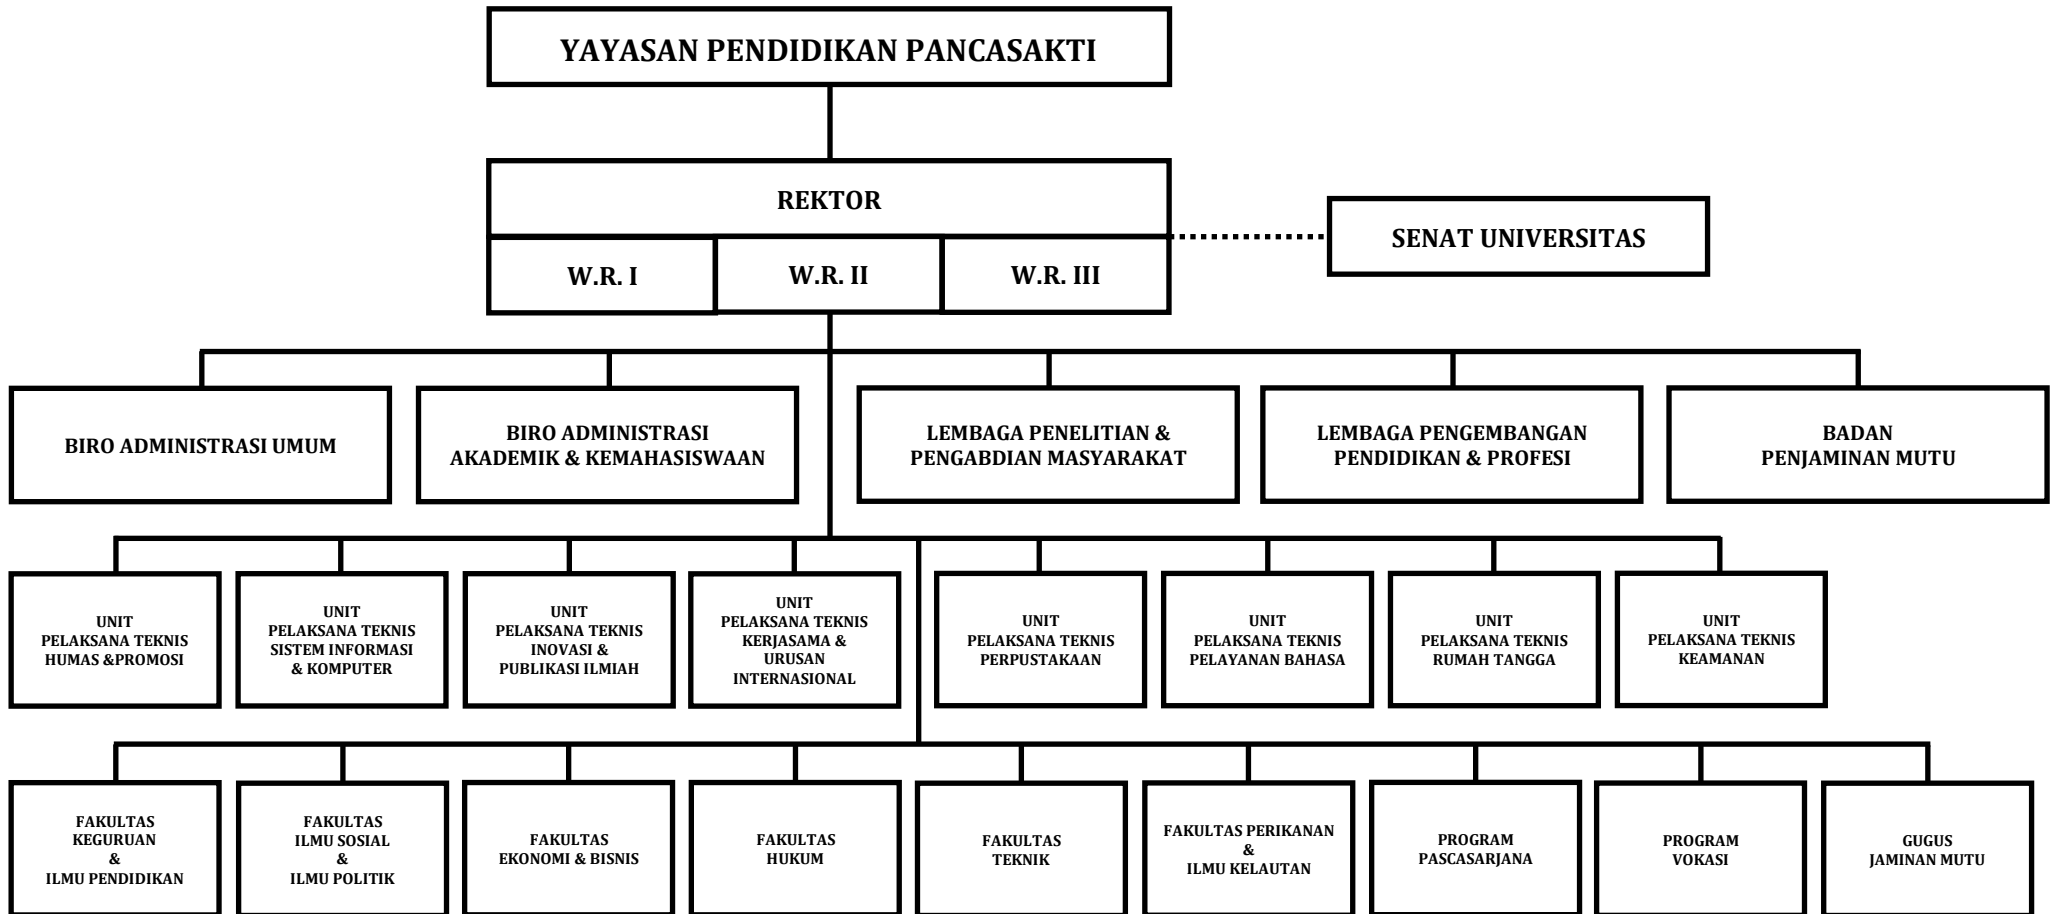 YAYASAN PENDIDIKAN PANCASAKTI
REKTOR
SENAT UNIVERSITAS
W.R. I
W.R. II
W.R. III
BIRO ADMINISTRASI UMUM
BIRO ADMINISTRASI
AKADEMIK & KEMAHASISWAAN
LEMBAGA PENELITIAN &
PENGABDIAN MASYARAKAT
LEMBAGA PENGEMBANGAN
PENDIDIKAN & PROFESI
BADAN
PENJAMINAN MUTU
UNIT
PELAKSANA TEKNIS
HUMAS &PROMOSI
UNIT
PELAKSANA TEKNIS
SISTEM INFORMASI
& KOMPUTER
UNIT
PELAKSANA TEKNIS
INOVASI &
PUBLIKASI ILMIAH
UNIT
PELAKSANA TEKNIS
KERJASAMA &
URUSAN
INTERNASIONAL
UNIT
PELAKSANA TEKNIS
PERPUSTAKAAN
UNIT
PELAKSANA TEKNIS
PELAYANAN BAHASA
UNIT
PELAKSANA TEKNIS
RUMAH TANGGA
UNIT
PELAKSANA TEKNIS
KEAMANAN
FAKULTAS
KEGURUAN
&
ILMU PENDIDIKAN
FAKULTAS
ILMU SOSIAL
&
ILMU POLITIK
FAKULTAS
EKONOMI & BISNIS
FAKULTAS
HUKUM
FAKULTAS
TEKNIK
FAKULTAS PERIKANAN
&
ILMU KELAUTAN
PROGRAM
PASCASARJANA
PROGRAM
VOKASI
GUGUS
JAMINAN MUTU